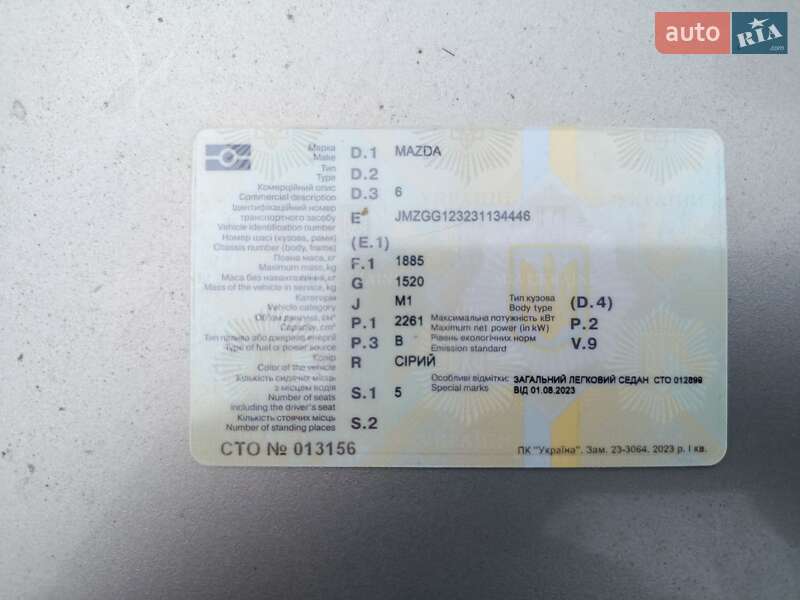 auto RIA .com
Марка
Make D.1 MAZDA
Тип
Type D.2
Комерційний опис
Commercial description D.3 6
Ідентифікаційний номер
транспортного засобу
Vehicle identification number E JMZGG123231134446
Номер шасі (кузова, рами)
Chassis number (body, frame) (E.1)
Повна маса, кг
Maximum mass, kg F.1 1885
Маса без навантаження, кг
Mass of the vehicle in service, kg G 1520
Категорія
Vehicle category J M1 Тип кузова
Body type (D.4)
Об'єм двигуна, см³
Capacity, cm³ P.1 2261 Максимальна потужність кВт
Maximum net power (in kW) P.2
Тип палива або джерела енергії
Type of fuel or power source P.3 B Рівень екологічних норм
Emission standard V.9
Колір
Color of the vehicle R СІРИЙ
Кількість сидячих місць
з місцем водія
Number of seats
including the driver's seat S.1 5 Особливі відмітки: ЗАГАЛЬНИЙ ЛЕГКОВИЙ СЕДАН СТО 012899
Special marks ВІД 01.08.2023
Кількість стоячих місць
Number of standing places S.2
СТО № 013156
ПК "Україна". Зам. 23-3064. 2023 р. І кв.